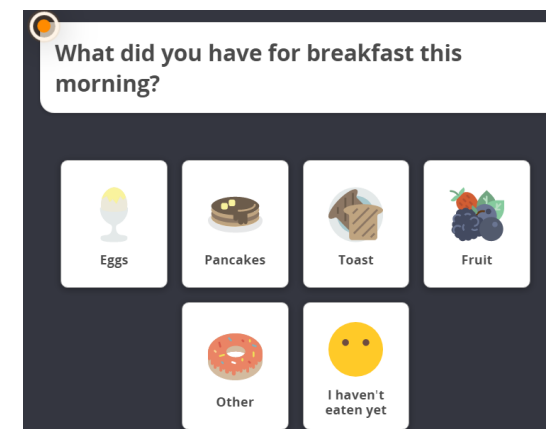 What did you have for breakfast this
morning?
Eggs
Pancakes
Toast
Fruit
Other
I haven't
eaten yet